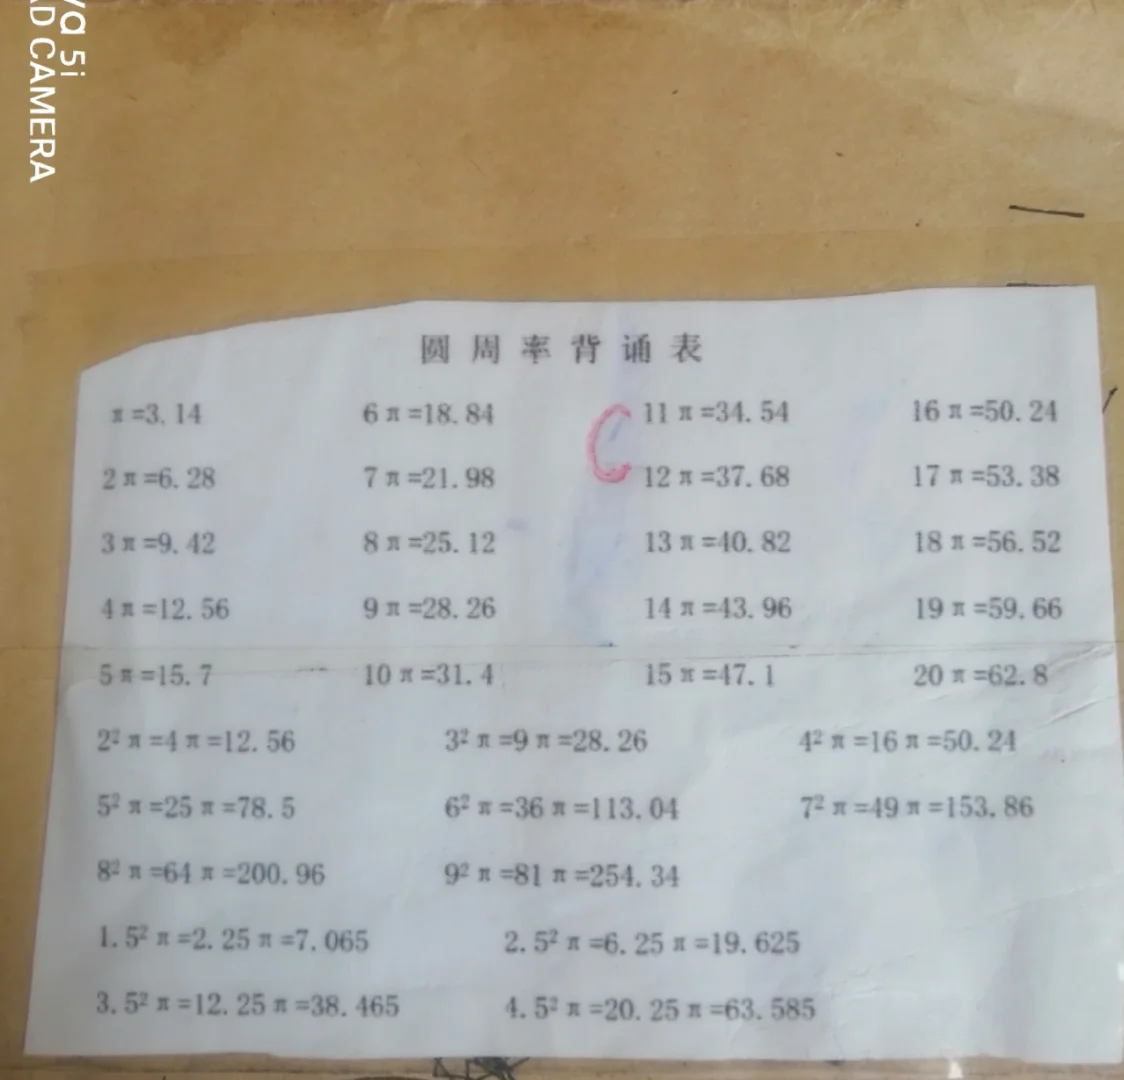 va 5i
AD CAMERA
圆周率背诵表
π=3.14 6π=18.84 11π=34.54 16π=50.24
2π=6.28 7π=21.98 12π=37.68 17π=53.38
3π=9.42 8π=25.12 13π=40.82 18π=56.52
4π=12.56 9π=28.26 14π=43.96 19π=59.66
5π=15.7 10π=31.4 15π=47.1 20π=62.8
2²π=4π=12.56 3²π=9π=28.26 4²π=16π=50.24
5²π=25π=78.5 6²π=36π=113.04 7²π=49π=153.86
8²π=64π=200.96 9²π=81π=254.34
1.5²π=2.25π=7.065 2.5²π=6.25π=19.625
3.5²π=12.25π=38.465 4.5²π=20.25π=63.585